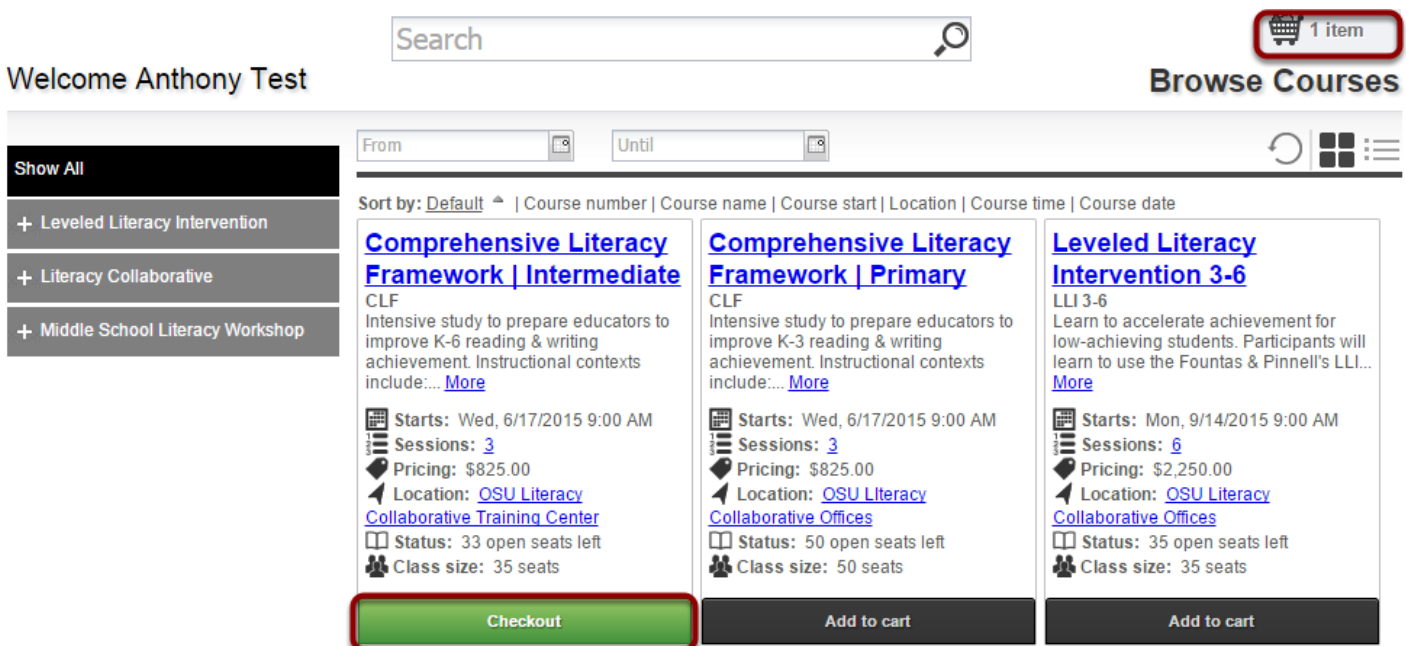 Search
1 item
Welcome Anthony Test
Browse Courses
From
Until
Show All
Sort by: Default | Course number | Course name | Course start | Location | Course time | Course date
+ Leveled Literacy Intervention
+ Literacy Collaborative
+ Middle School Literacy Workshop
Comprehensive Literacy
Framework | Intermediate
CLF
Intensive study to prepare educators to
improve K-6 reading & writing
achievement. Instructional contexts
include:... More
Starts: Wed, 6/17/2015 9:00 AM
Sessions: 3
Pricing: $825.00
Location: OSU Literacy
Collaborative Training Center
Status: 33 open seats left
Class size: 35 seats
Checkout
Comprehensive Literacy
Framework | Primary
CLF
Intensive study to prepare educators to
improve K-3 reading & writing
achievement. Instructional contexts
include:... More
Starts: Wed, 6/17/2015 9:00 AM
Sessions: 3
Pricing: $825.00
Location: OSU LIteracy
Collaborative Offices
Status: 50 open seats left
Class size: 50 seats
Add to cart
Leveled Literacy
Intervention 3-6
LLI 3-6
Learn to accelerate achievement for
low-achieving students. Participants will
learn to use the Fountas & Pinnell's LLI...
More
Starts: Mon, 9/14/2015 9:00 AM
Sessions: 6
Pricing: $2,250.00
Location: OSU Literacy
Collaborative Offices
Status: 35 open seats left
Class size: 35 seats
Add to cart